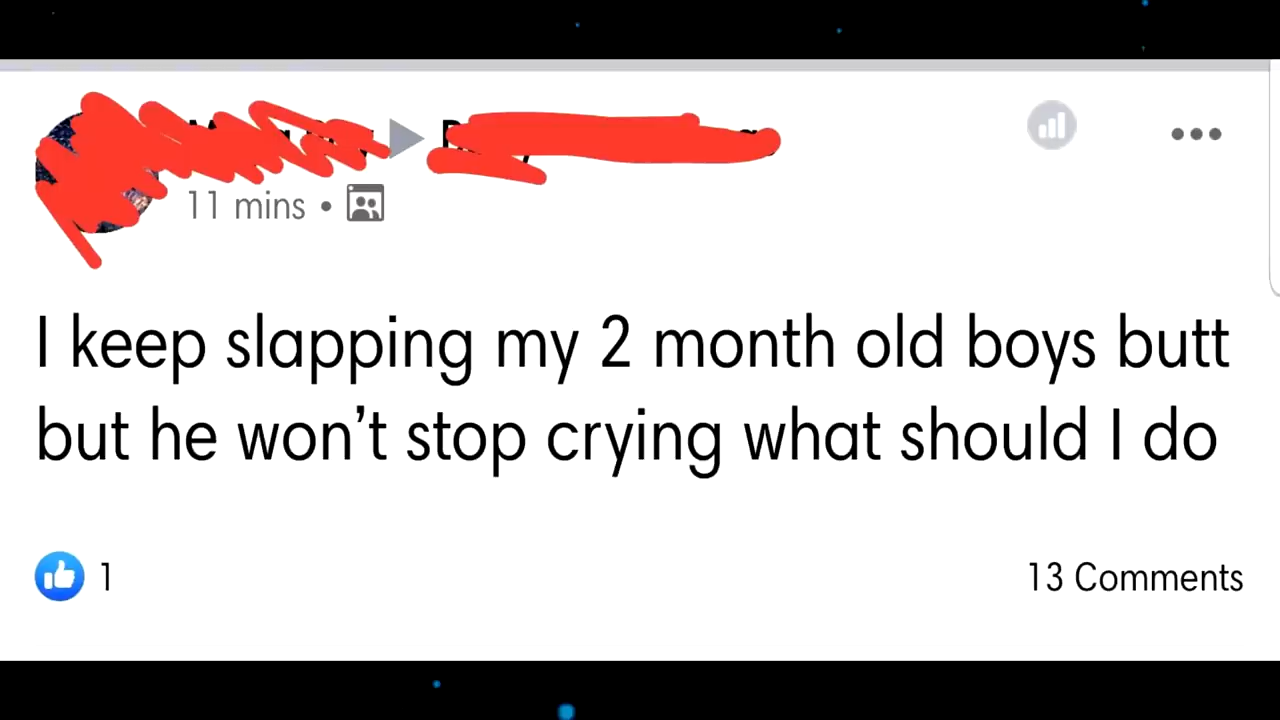 11 mins •
I keep slapping my 2 month old boys butt
but he won't stop crying what should I do
1
13 Comments